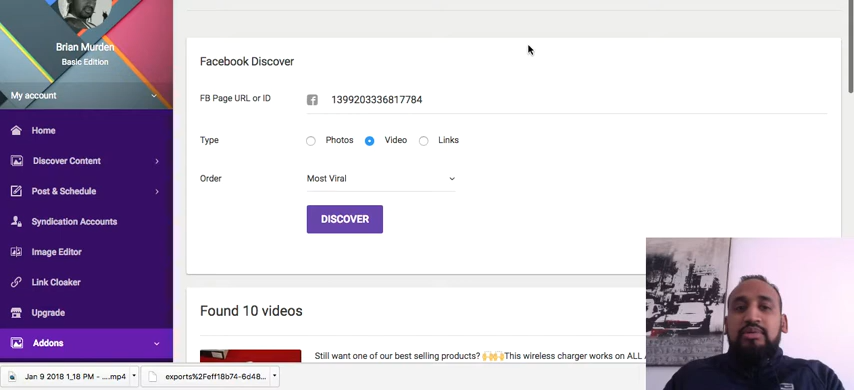 Brian Murden
Basic Edition
My account
Home
Discover Content
Post & Schedule
Syndication Accounts
Image Editor
Link Cloaker
Upgrade
Addons
Facebook Discover
FB Page URL or ID
1399203336817784
Type
Photos
Video
Links
Order
Most Viral
DISCOVER
Found 10 videos
Still want one of our best selling products? 🙌🙌This wireless charger works on ALL
Jan 9 2018 1_18 PM - ....mp4
exports%2Feff18b74-6d48...